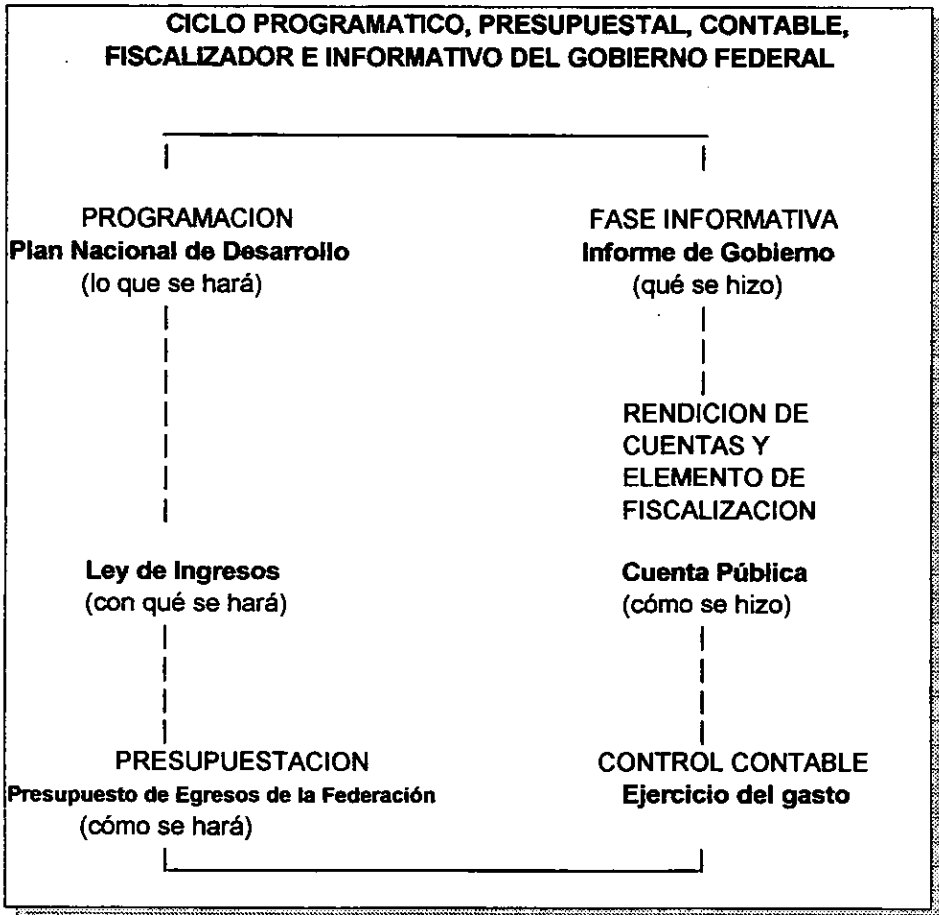 CICLO PROGRAMATICO, PRESUPUESTAL, CONTABLE,
FISCALIZADOR E INFORMATIVO DEL GOBIERNO FEDERAL
PROGRAMACION
Plan Nacional de Desarrollo
(lo que se hará)
Ley de Ingresos
(con qué se hará)
PRESUPUESTACION
Presupuesto de Egresos de la Federación
(cómo se hará)
FASE INFORMATIVA
Informe de Gobierno
(qué se hizo)
RENDICION DE
CUENTAS Y
ELEMENTO DE
FISCALIZACION
Cuenta Pública
(cómo se hizo)
CONTROL CONTABLE
Ejercicio del gasto